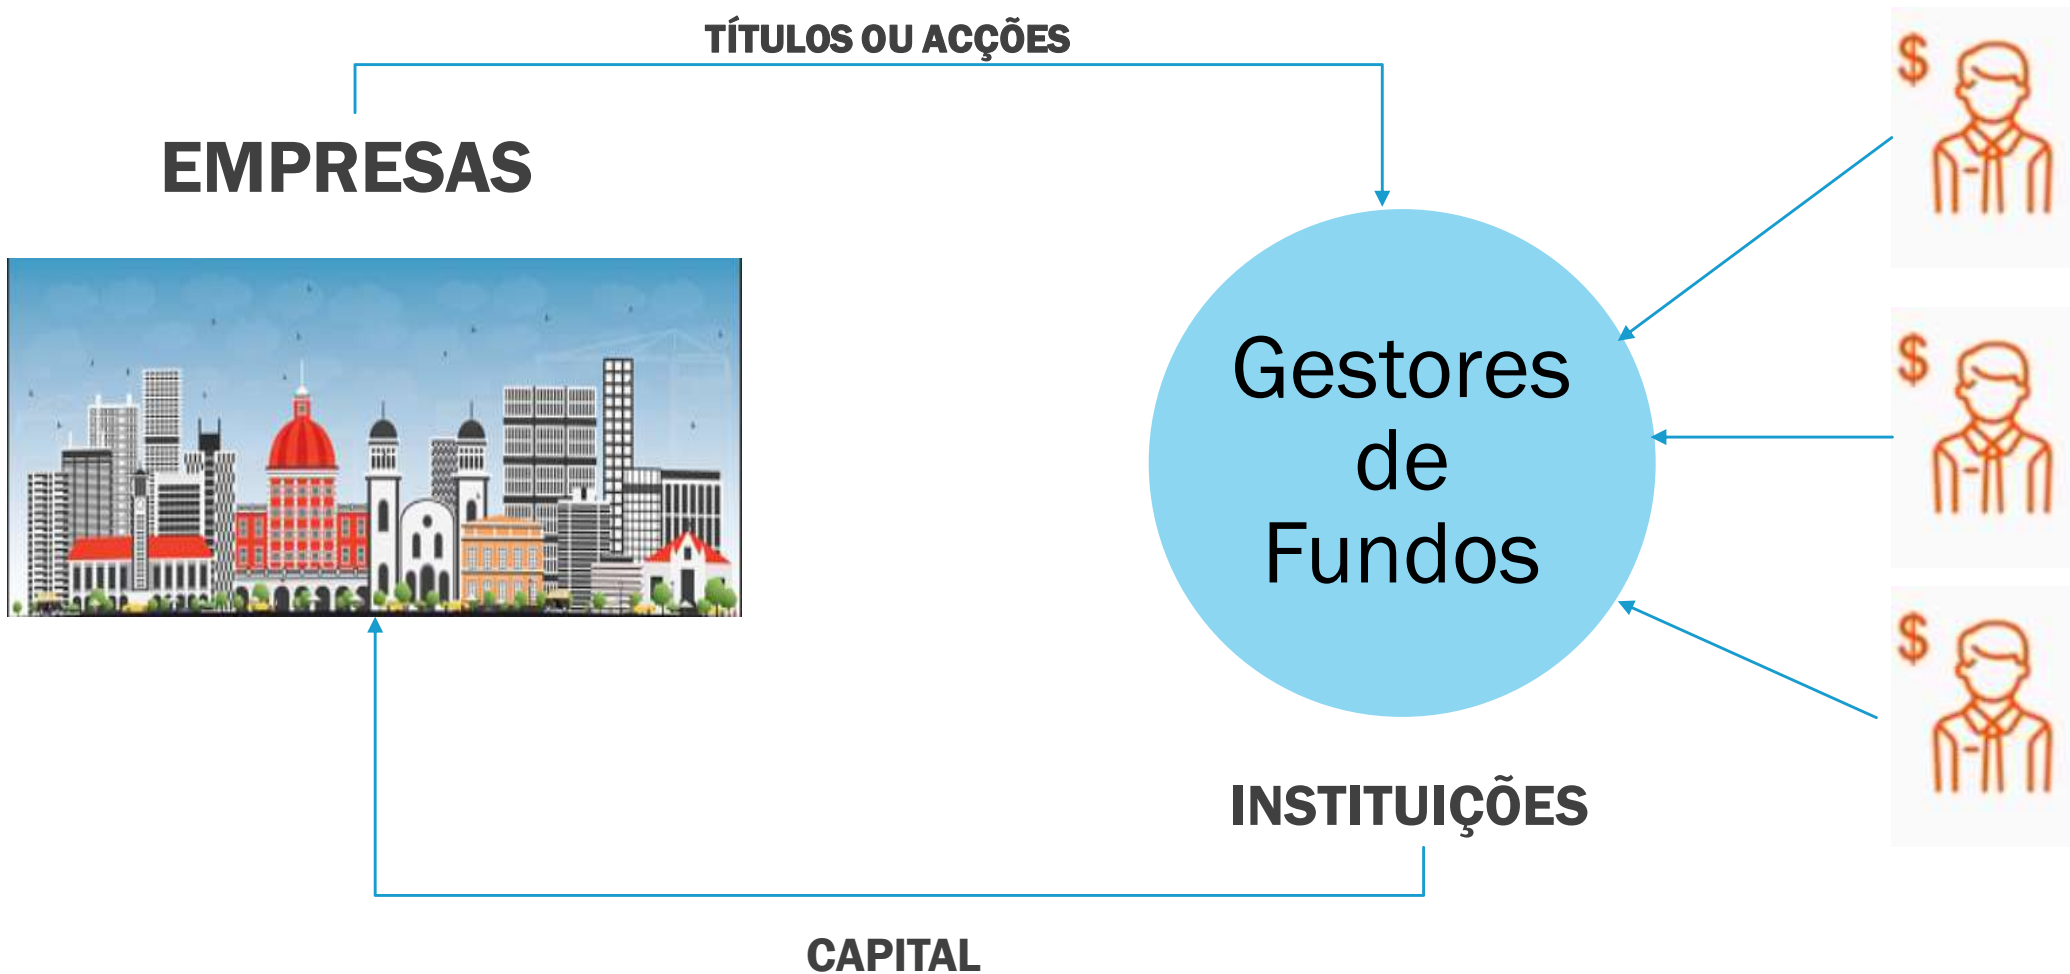 TÍTULOS OU ACÇÕES
EMPRESAS
$
$
$
Gestores
de
Fundos
INSTITUIÇÕES
CAPITAL